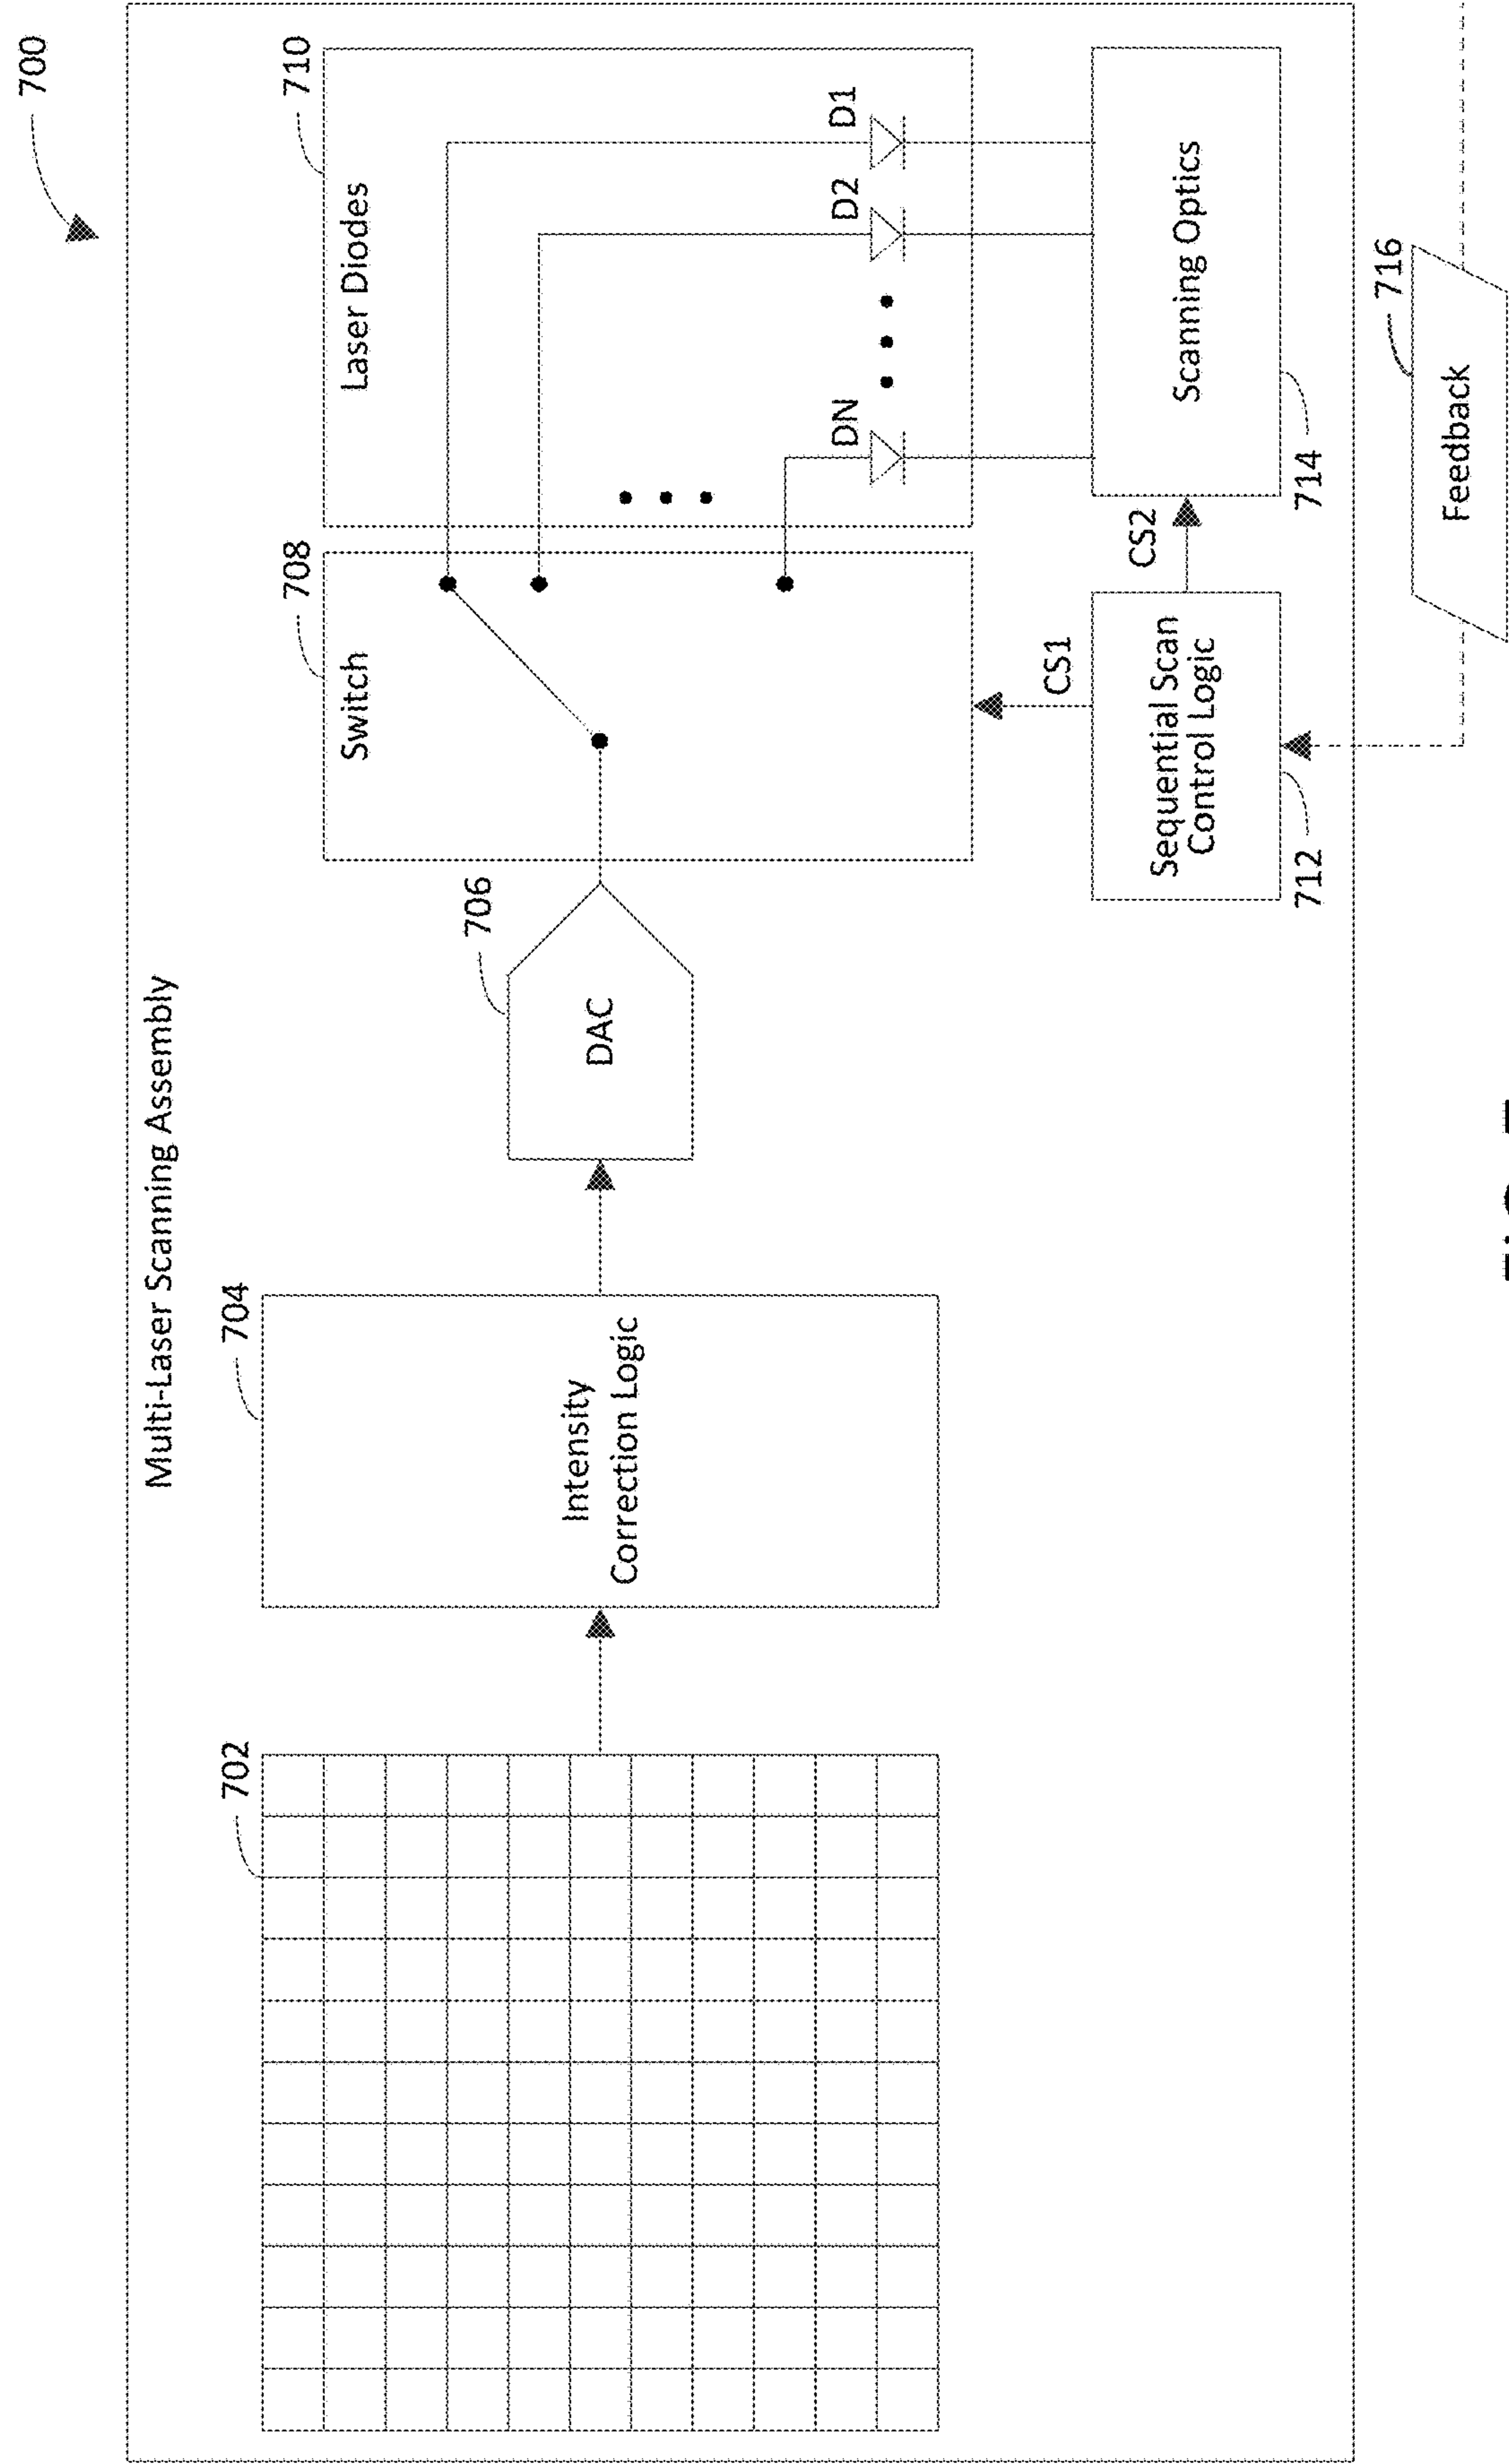 700
Multi-Laser Scanning Assembly
702
704
Intensity
Correction Logic
706
DAC
708
Switch
710
Laser Diodes
D1
D2
DN
CS1
CS2
Sequential Scan
Control Logic
712
Scanning Optics
714
716
Feedback